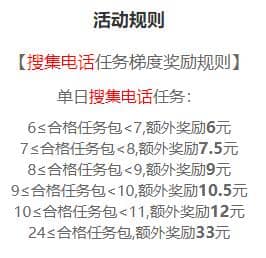 活动规则
【搜集电话任务梯度奖励规则】
单日搜集电话任务：
6≤合格任务包<7,额外奖励6元
7≤合格任务包<8,额外奖励7.5元
8≤合格任务包<9,额外奖励9元
9≤合格任务包<10,额外奖励10.5元
10≤合格任务包<11,额外奖励12元
24≤合格任务包,额外奖励33元